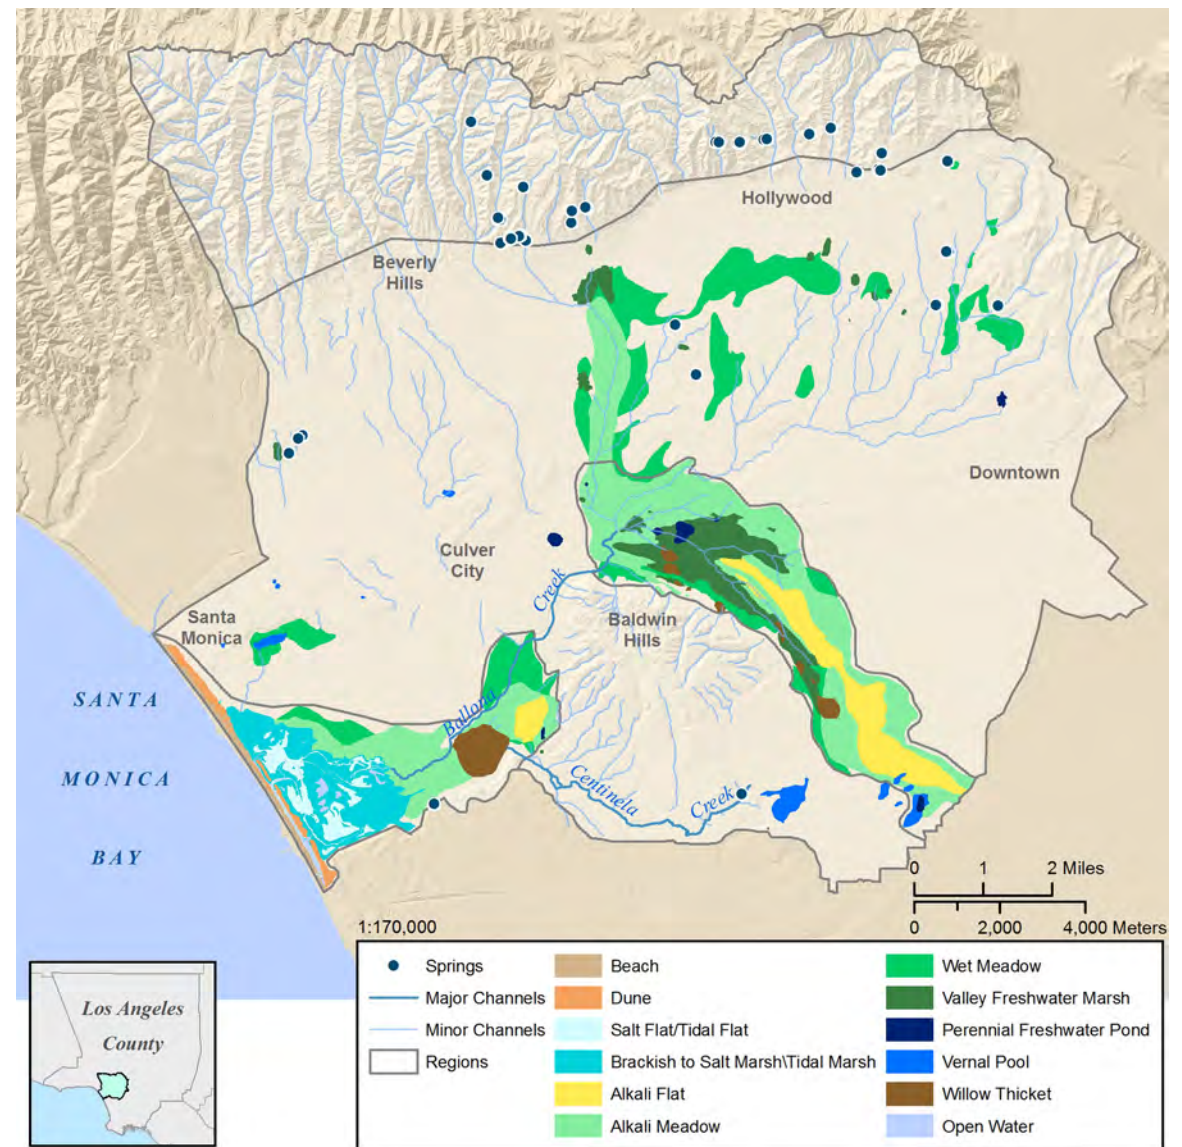 Hollywood
Beverly
Hills
Downtown
Culver
City
Creek
Santa
Monica
Baldwin
Hills
SANTA
MONICA
BAY
Ballona
Centinela
Creek
0 1 2 Miles
1:170,000
0 2,000 4,000 Meters
Los Angeles
County
Springs
Major Channels
Minor Channels
Regions
Beach
Dune
Salt Flat/Tidal Flat
Brackish to Salt Marsh\Tidal Marsh
Alkali Flat
Alkali Meadow
Wet Meadow
Valley Freshwater Marsh
Perennial Freshwater Pond
Vernal Pool
Willow Thicket
Open Water